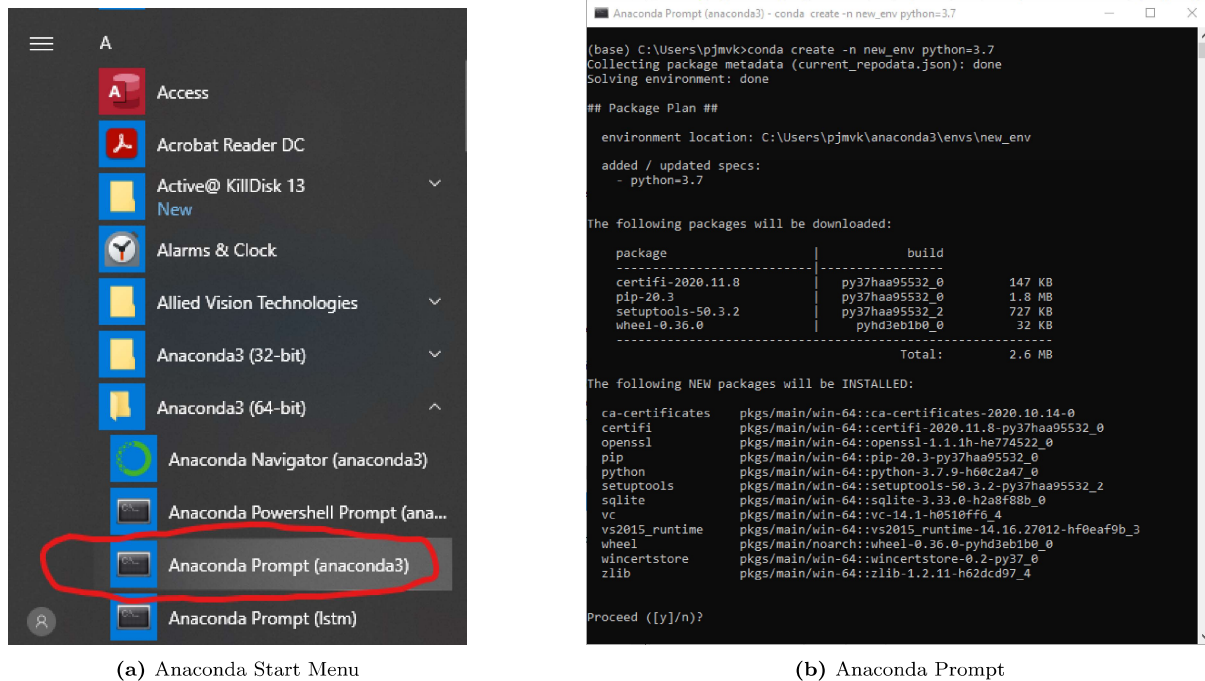 A
Access
Acrobat Reader DC
Active@ KillDisk 13
New
Alarms & Clock
Allied Vision Technologies
Anaconda3 (32-bit)
Anaconda3 (64-bit)
Anaconda Navigator (anaconda3)
Anaconda Powershell Prompt (ana...
Anaconda Prompt (anaconda3)
Anaconda Prompt (lstm)
(a) Anaconda Start Menu
Anaconda Prompt (anaconda3) - conda create -n new_env python=3.7
(base) C:\Users\pjmvk>conda create -n new_env python=3.7
Collecting package metadata (current_repodata.json): done
Solving environment: done
## Package Plan ##
environment location: C:\Users\pjmvk\anaconda3\envs\new_env
added / updated specs:
- python=3.7
The following packages will be downloaded:
package | build
---------------------------|-----------------
certifi-2020.11.8 | py37haa95532_0 147 KB
pip-20.3 | py37haa95532_0 1.8 MB
setuptools-50.3.2 | py37haa95532_2 727 KB
wheel-0.36.0 | pyhd3eb1b0_0 32 KB
------------------------------------------------------------
Total: 2.6 MB
The following NEW packages will be INSTALLED:
ca-certificates pkgs/main/win-64::ca-certificates-2020.10.14-0
certifi pkgs/main/win-64::certifi-2020.11.8-py37haa95532_0
openssl pkgs/main/win-64::openssl-1.1.1h-he774522_0
pip pkgs/main/win-64::pip-20.3-py37haa95532_0
python pkgs/main/win-64::python-3.7.9-h60c2a47_0
setuptools pkgs/main/win-64::setuptools-50.3.2-py37haa95532_2
sqlite pkgs/main/win-64::sqlite-3.33.0-h2a8f88b_0
vc pkgs/main/win-64::vc-14.1-h0510ff6_4
vs2015_runtime pkgs/main/win-64::vs2015_runtime-14.16.27012-hf0eaf9b_3
wheel pkgs/main/noarch::wheel-0.36.0-pyhd3eb1b0_0
wincertstore pkgs/main/win-64::wincertstore-0.2-py37_0
zlib pkgs/main/win-64::zlib-1.2.11-h62dcd97_4
Proceed ([y]/n)?
(b) Anaconda Prompt